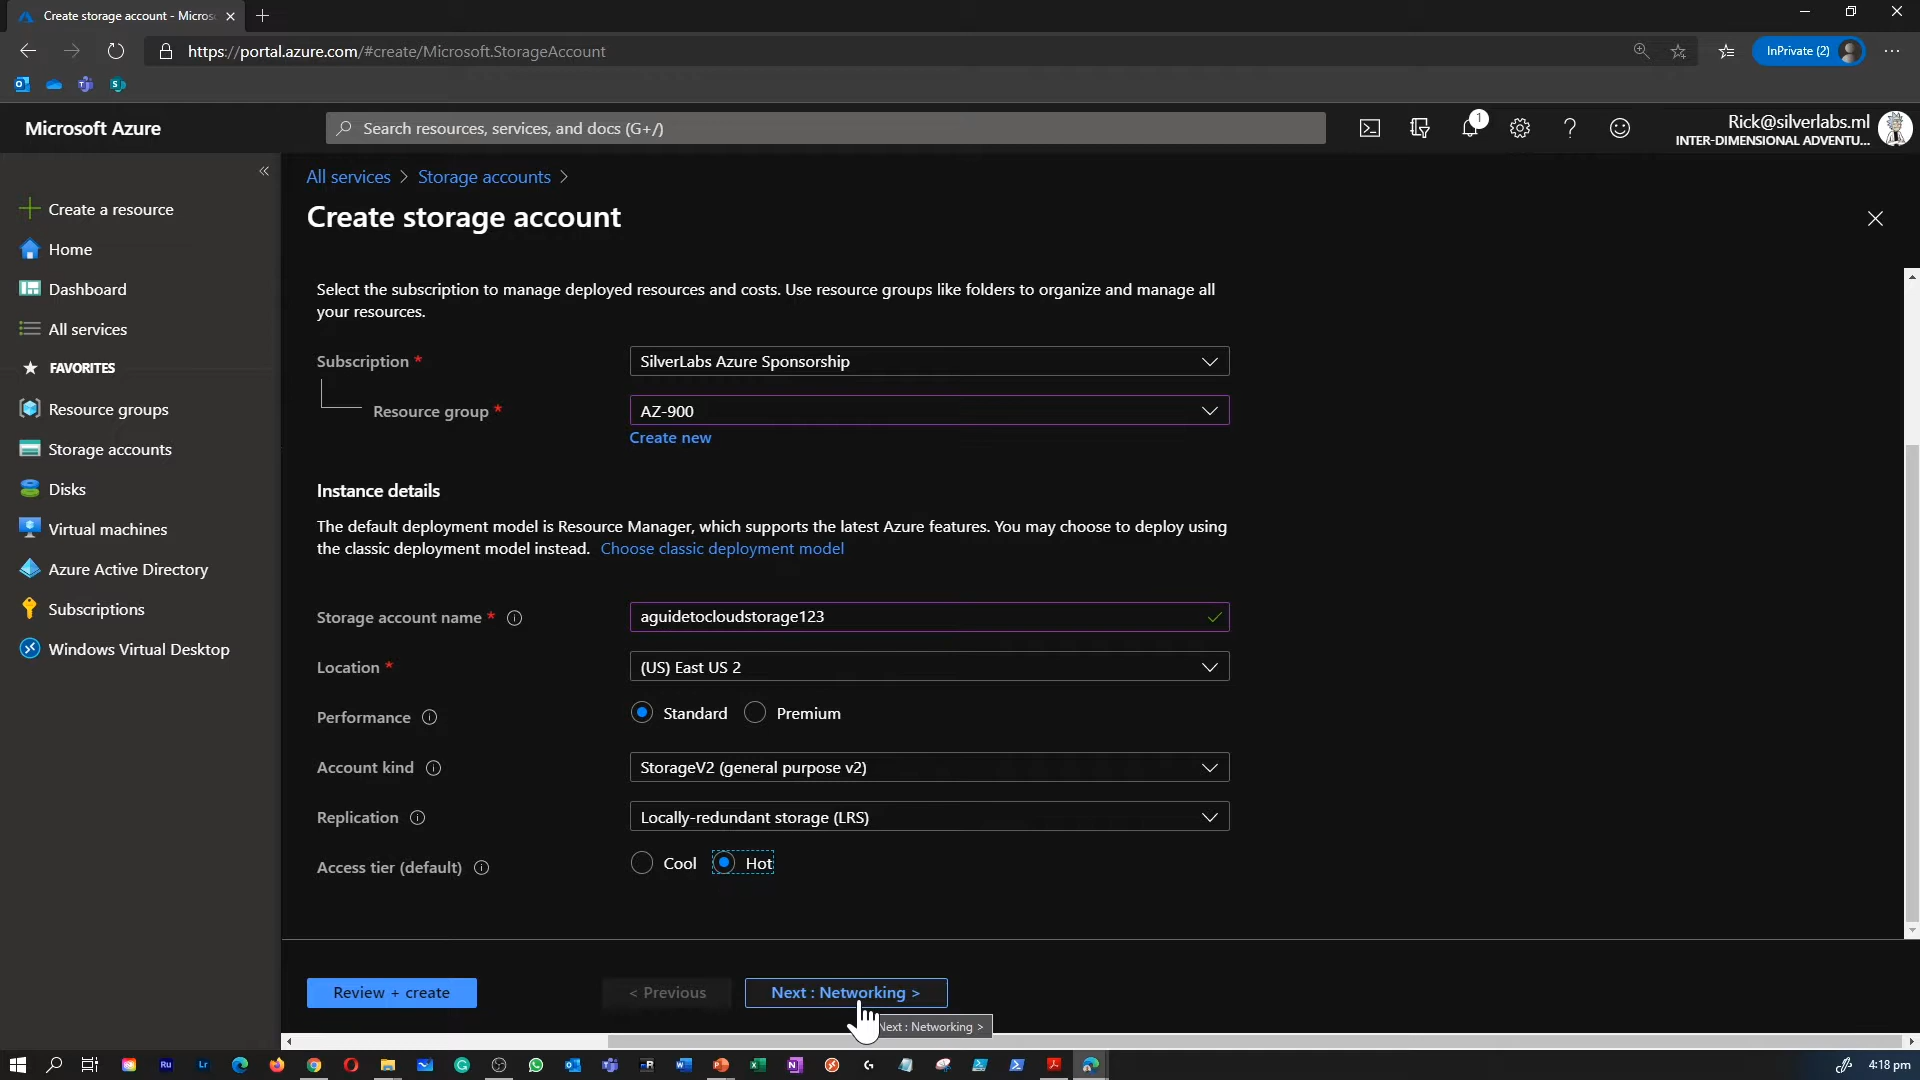 Create storage account - Micros
https://portal.azure.com/#create/Microsoft.StorageAccount
InPrivate (2)
Microsoft Azure
Search resources, services, and docs (G+/)
1
Rick@silverlabs.ml
INTER-DIMENSIONAL ADVENTU...
Create a resource
Home
Dashboard
All services
FAVORITES
Resource groups
Storage accounts
Disks
Virtual machines
Azure Active Directory
Subscriptions
Windows Virtual Desktop
All services > Storage accounts >
Create storage account
Select the subscription to manage deployed resources and costs. Use resource groups like folders to organize and manage all
your resources.
Subscription *
SilverLabs Azure Sponsorship
Resource group *
AZ-900
Create new
Instance details
The default deployment model is Resource Manager, which supports the latest Azure features. You may choose to deploy using
the classic deployment model instead. Choose classic deployment model
Storage account name *
aguidetocloudstorage123
Location *
(US) East US 2
Performance
Standard Premium
Account kind
StorageV2 (general purpose v2)
Replication
Locally-redundant storage (LRS)
Access tier (default)
Cool Hot
Review + create
< Previous
Next : Networking >
Next : Networking >
4:18 pm